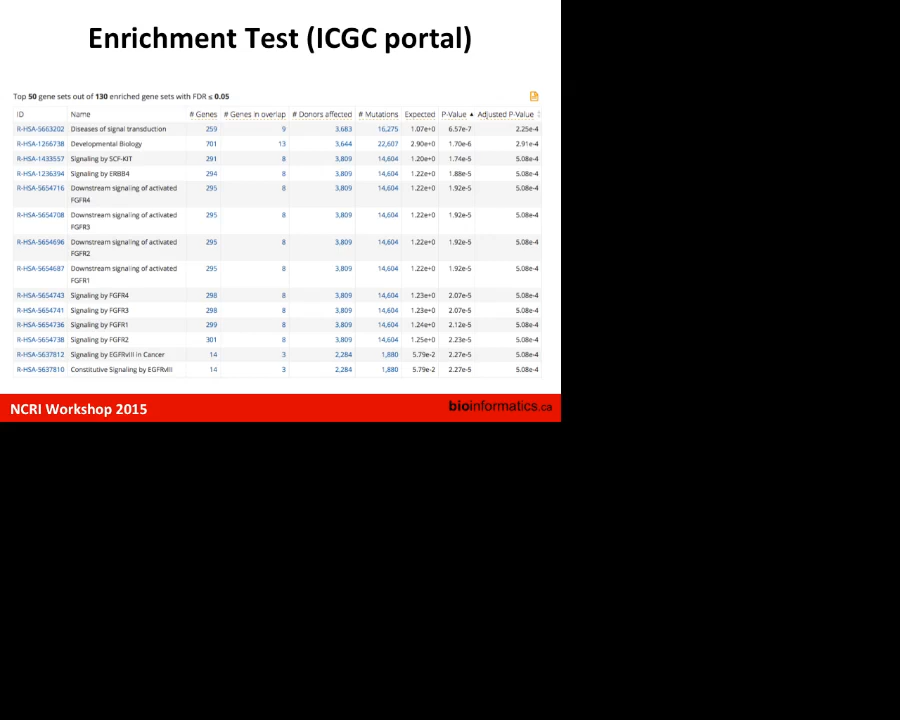 Enrichment Test (ICGC portal)
Top 50 gene sets out of 130 enriched gene sets with FDR ≤ 0.05
ID Name # Genes # Genes in overlap # Donors affected # Mutations Expected P-Value ▲ Adjusted P-Value
R-HSA-5663202 Diseases of signal transduction 259 9 3,683 16,275 1.07e+0 6.57e-7 2.25e-4
R-HSA-1266738 Developmental Biology 701 13 3,644 22,607 2.90e+0 1.70e-6 2.91e-4
R-HSA-1433557 Signaling by SCF-KIT 291 8 3,809 14,604 1.20e+0 1.74e-5 5.08e-4
R-HSA-1236394 Signaling by ERBB4 294 8 3,809 14,604 1.22e+0 1.88e-5 5.08e-4
R-HSA-5654716 Downstream signaling of activated 295 8 3,809 14,604 1.22e+0 1.92e-5 5.08e-4
FGFR4
R-HSA-5654708 Downstream signaling of activated 295 8 3,809 14,604 1.22e+0 1.92e-5 5.08e-4
FGFR3
R-HSA-5654696 Downstream signaling of activated 295 8 3,809 14,604 1.22e+0 1.92e-5 5.08e-4
FGFR2
R-HSA-5654687 Downstream signaling of activated 295 8 3,809 14,604 1.22e+0 1.92e-5 5.08e-4
FGFR1
R-HSA-5654743 Signaling by FGFR4 298 8 3,809 14,604 1.23e+0 2.07e-5 5.08e-4
R-HSA-5654741 Signaling by FGFR3 298 8 3,809 14,604 1.23e+0 2.07e-5 5.08e-4
R-HSA-5654736 Signaling by FGFR1 299 8 3,809 14,604 1.24e+0 2.12e-5 5.08e-4
R-HSA-5654738 Signaling by FGFR2 301 8 3,809 14,604 1.25e+0 2.23e-5 5.08e-4
R-HSA-5637812 Signaling by EGFRvIII in Cancer 14 3 2,284 1,880 5.79e-2 2.27e-5 5.08e-4
R-HSA-5637810 Constitutive Signaling by EGFRvIII 14 3 2,284 1,880 5.79e-2 2.27e-5 5.08e-4
NCRI Workshop 2015
bioinformatics.ca